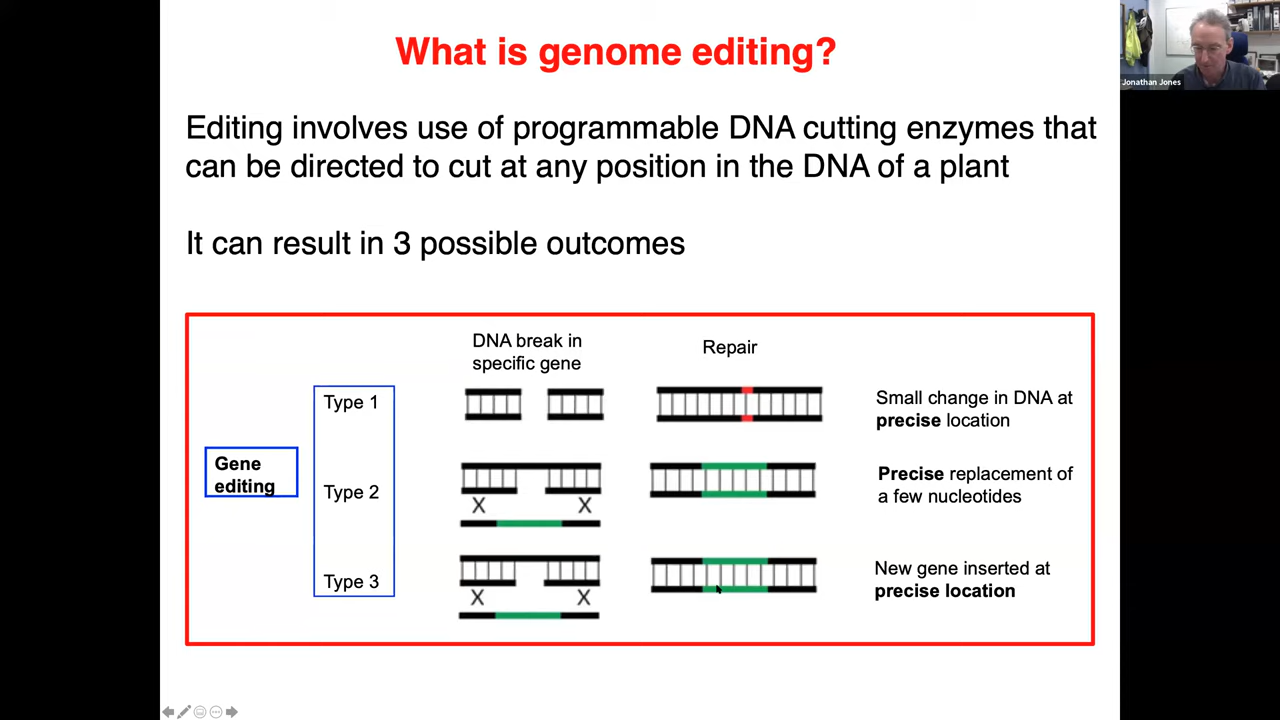 What is genome editing?
Jonathan Jones
Editing involves use of programmable DNA cutting enzymes that
can be directed to cut at any position in the DNA of a plant
It can result in 3 possible outcomes
DNA break in
specific gene
Repair
Type 1
Small change in DNA at
precise location
Gene
editing
Type 2
Precise replacement of
a few nucleotides
X X
Type 3
New gene inserted at
precise location
X X